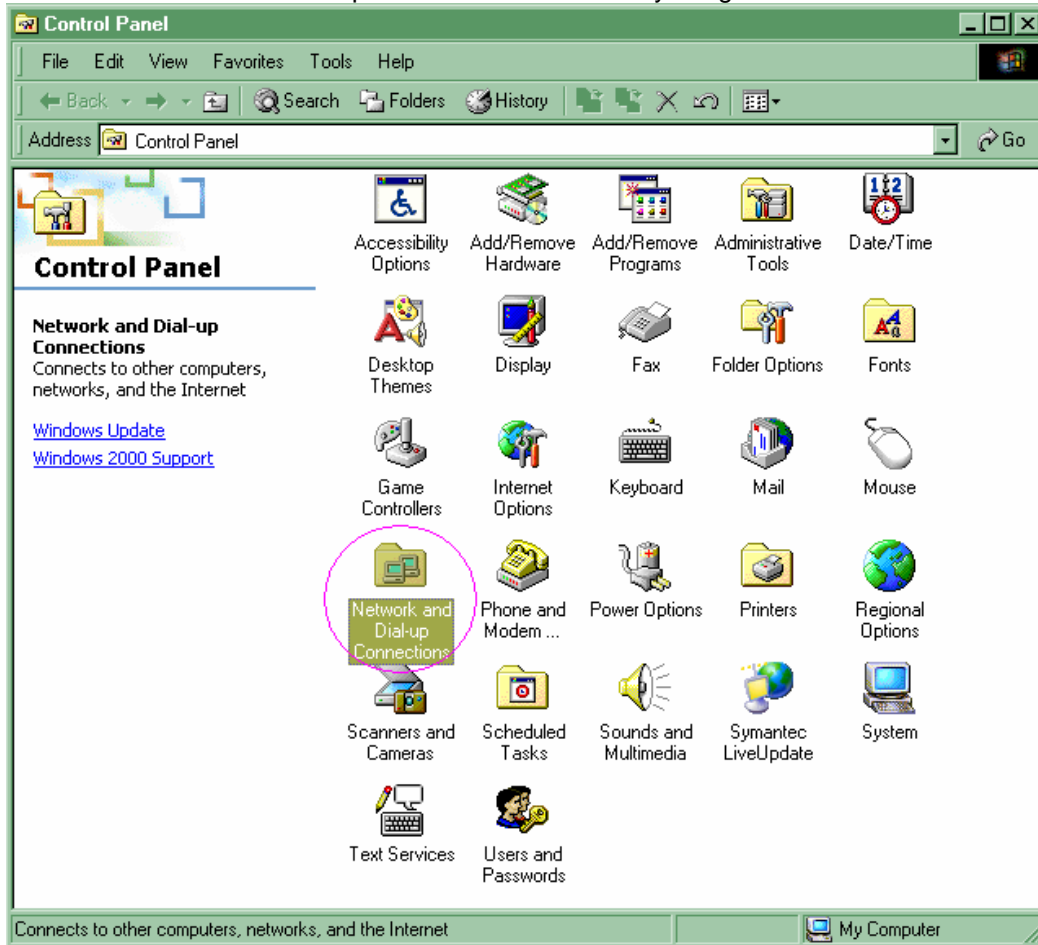 Control Panel
File Edit View Favorites Tools Help
Back Search Folders History
Address Control Panel Go
Control Panel
Network and Dial-up
Connections
Connects to other computers,
networks, and the Internet
Windows Update
Windows 2000 Support
Accessibility
Options
Add/Remove
Hardware
Add/Remove
Programs
Administrative
Tools
Date/Time
Desktop
Themes
Display
Fax
Folder Options
Fonts
Game
Controllers
Internet
Options
Keyboard
Mail
Mouse
Network and
Dial-up
Connections
Phone and
Modem ...
Power Options
Printers
Regional
Options
Scanners and
Cameras
Scheduled
Tasks
Sounds and
Multimedia
Symantec
LiveUpdate
System
Text Services
Users and
Passwords
Connects to other computers, networks, and the Internet
My Computer